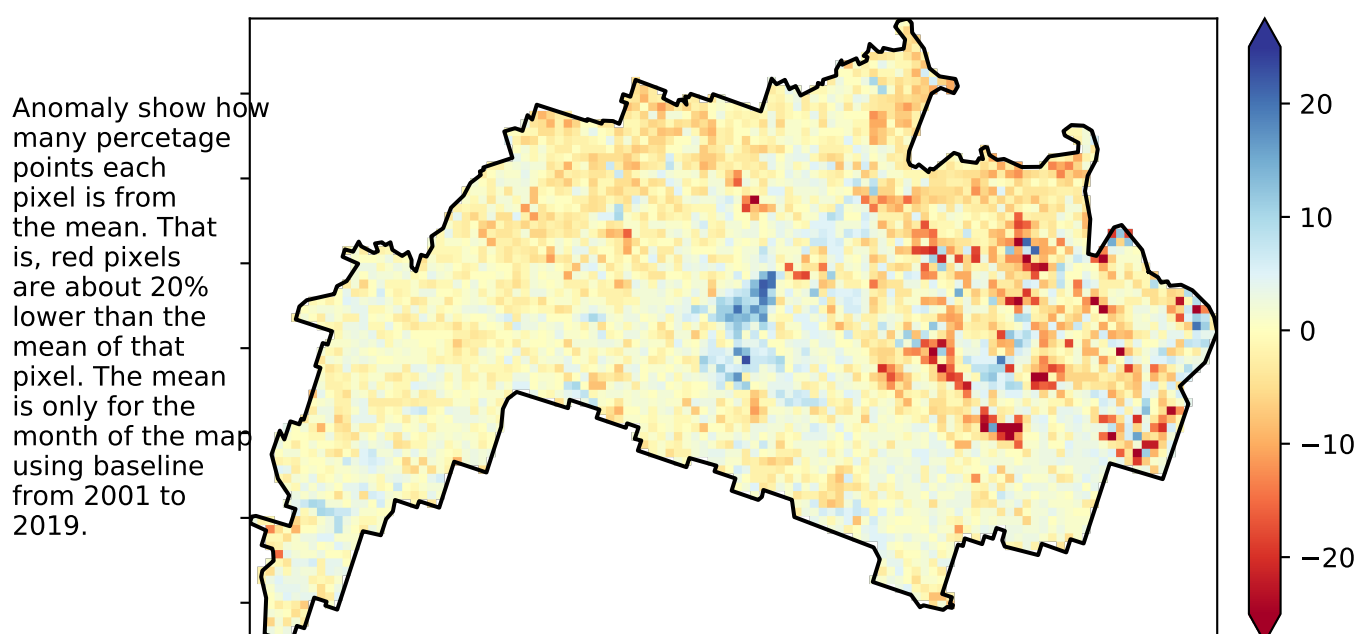 Anomaly show how
many percetage
points each
pixel is from
the mean. That
is, red pixels
are about 20%
lower than the
mean of that
pixel. The mean
is only for the
month of the map
using baseline
from 2001 to
2019.
20
10
0
−10
−20